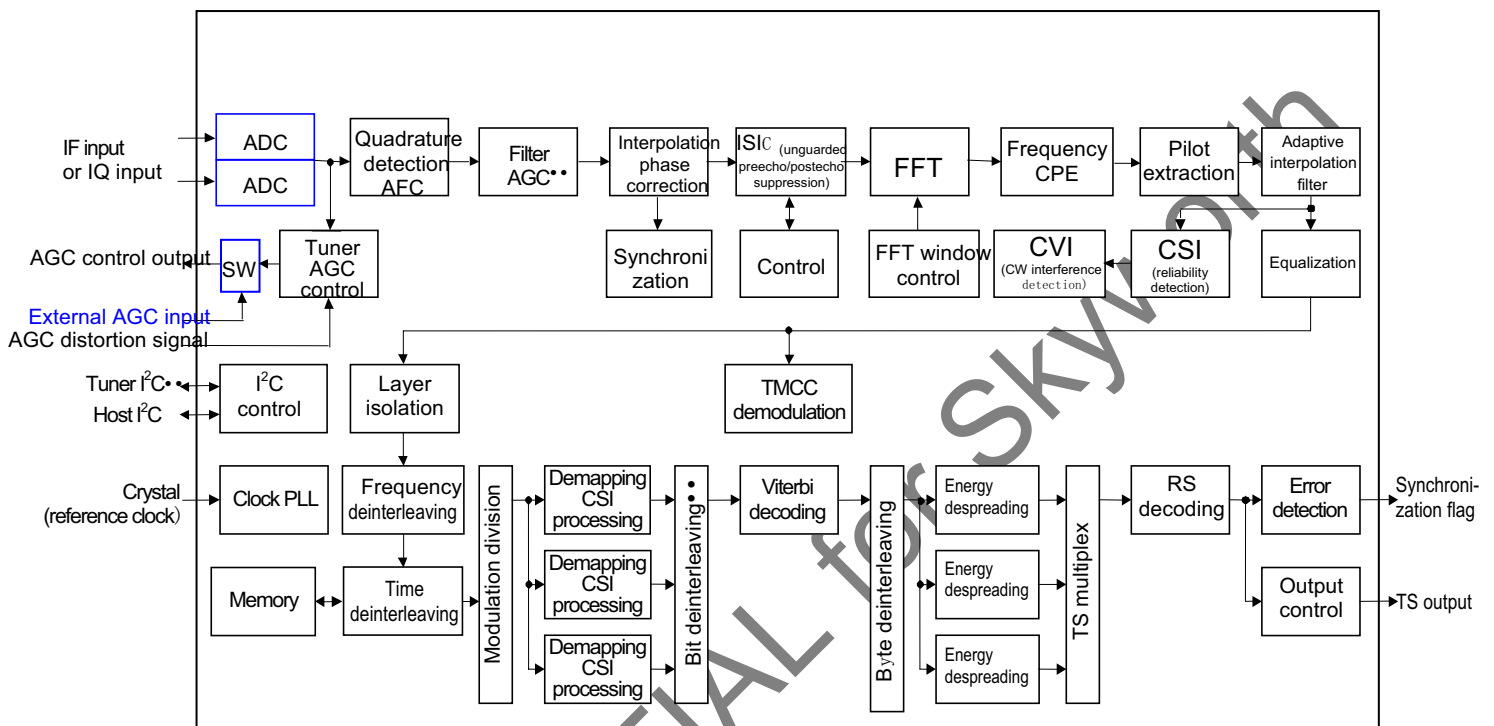 IF input
or IQ input
ADC
ADC
Quadrature
detection
AFC
Filter
AGC••
Interpolation
phase
correction
ISIC (unguarded
preecho/postecho
suppression)
FFT
Frequency
CPE
Pilot
extraction
Adaptive
interpolation
filter
AGC control output
SW
Tuner
AGC
control
Synchroni
zation
Control
FFT window
control
CVI
(CW interference
detection)
CSI
(reliability
detection)
Equalization
External AGC input
AGC distortion signal
Tuner I²C••
Host I²C
I²C
control
Layer
isolation
TMCC
demodulation
Crystal
(reference clock)
Clock PLL
Frequency
deinterleaving
Memory
Time
deinterleaving
Modulation division
Demapping
CSI
processing
Demapping
CSI
processing
Demapping
CSI
processing
Bit deinterleaving••
Viterbi
decoding
Byte deinterleaving
Energy
despreading
Energy
despreading
Energy
despreading
TS multiplex
RS
decoding
Error
detection
Synchroni-
zation flag
Output
control
TS output
TIAL for Skyworth